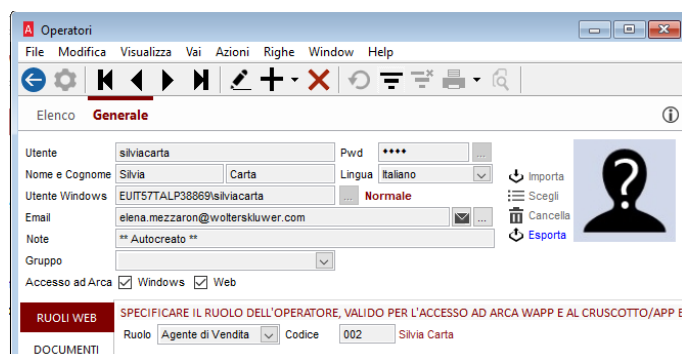 A Operatori
File Modifica Visualizza Vai Azioni Righe Window Help
Elenco Generale
Utente silviacarta Pwd **** ...
Nome e Cognome Silvia Carta Lingua Italiano
Utente Windows EUIT57TALP38869\silviacarta ... Normale
Email elena.mezzaron@wolterskluwer.com ...
Note ** Autocreato **
Gruppo
Accesso ad Arca Windows Web
Importa
Scegli
Cancella
Esporta
RUOLI WEB
DOCUMENTI
SPECIFICARE IL RUOLO DELL'OPERATORE, VALIDO PER L'ACCESSO AD ARCA WAPP E AL CRUSCOTTO/APP E
Ruolo Agente di Vendita Codice 002 Silvia Carta